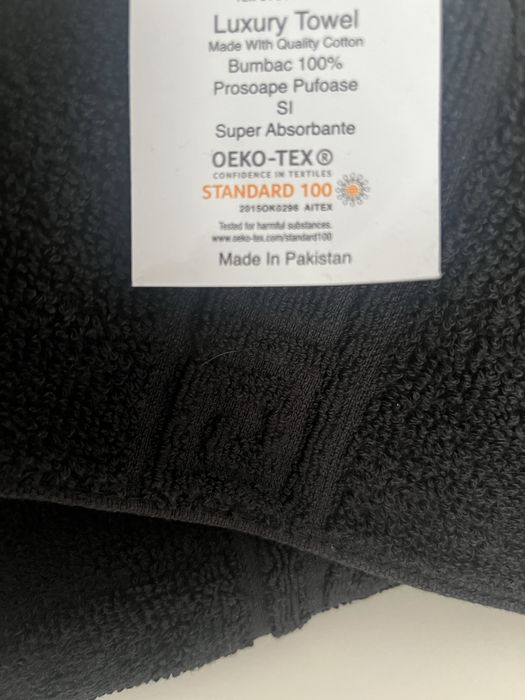 Luxury Towel
Made With Quality Cotton
Bumbac 100%
Prosoape Pufoase
SI
Super Absorbante
OEKO-TEX®
CONFIDENCE IN TEXTILES
STANDARD 100
2015OK0296 AITEX
Tested for harmful substances.
www.oeko-tex.com/standard100
Made In Pakistan